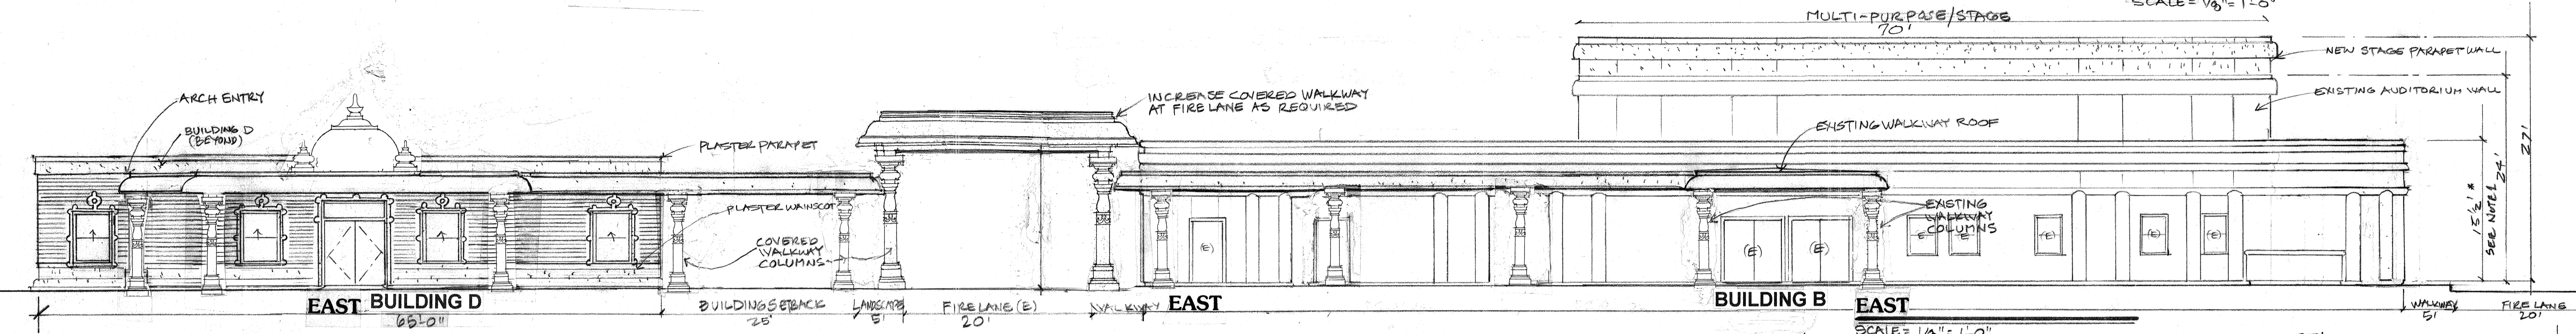 SCALE = 1/8" = 1'-0"
MULTI-PURPOSE/STAGE
70'
NEW STAGE PARAPET WALL
EXISTING AUDITORIUM WALL
ARCH ENTRY
BUILDING D
(BEYOND)
PLASTER PARAPET
INCREASE COVERED WALKWAY
AT FIRE LANE AS REQUIRED
EXISTING WALKWAY ROOF
PLASTER WAINSCOT
COVERED
WALKWAY
COLUMNS
EXISTING
WALKWAY
COLUMNS
(E)
(E)
(E)
E
E
(E)
(E)
(E)
15 1/2' *
SEE NOTE 1
24'
27'
EAST BUILDING D
65'-0"
BUILDING SETBACK
25'
LANDSCAPE
5'
FIRE LANE (E)
20'
WALKWAY
EAST
BUILDING B
EAST
SCALE = 1/4" = 1'-0"
WALKWAY
5'
FIRE LANE
20'